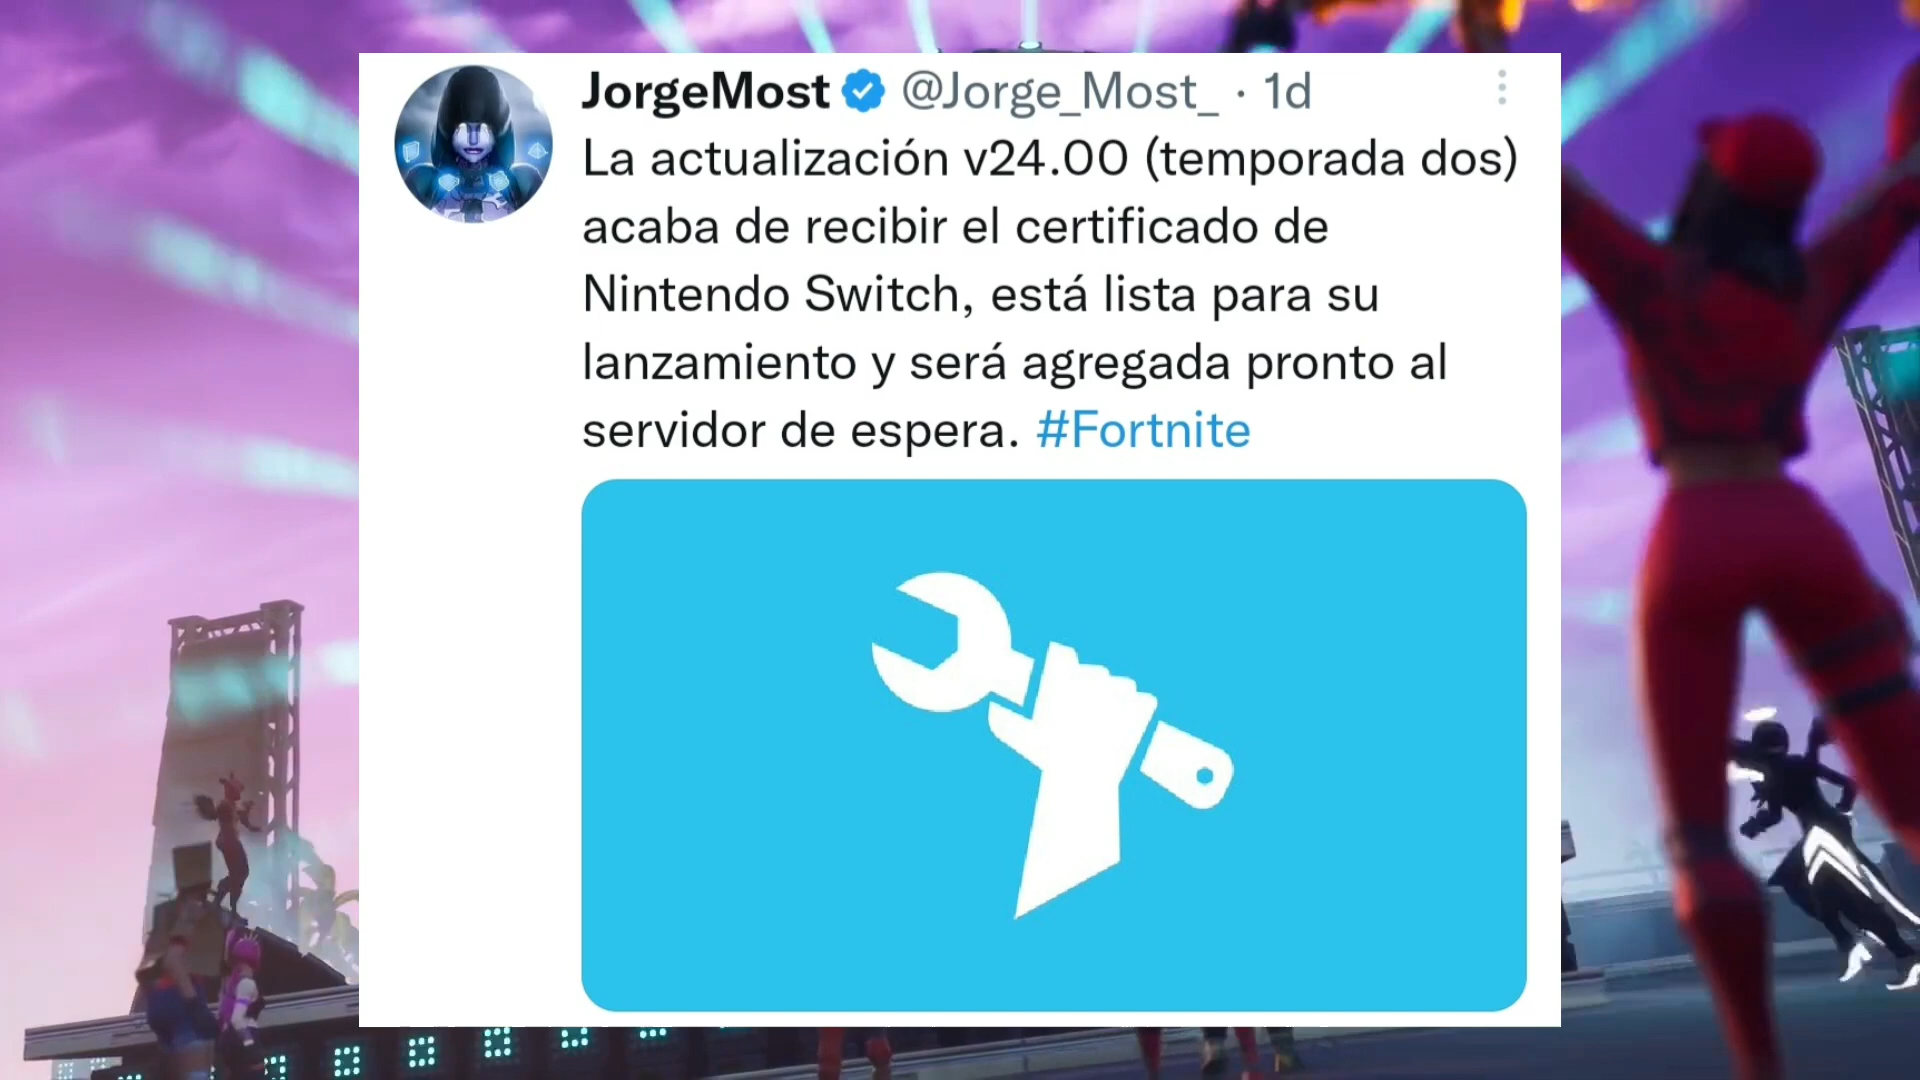 JorgeMost @Jorge_Most_ · 1d
La actualización v24.00 (temporada dos)
acaba de recibir el certificado de
Nintendo Switch, está lista para su
lanzamiento y será agregada pronto al
servidor de espera. #Fortnite